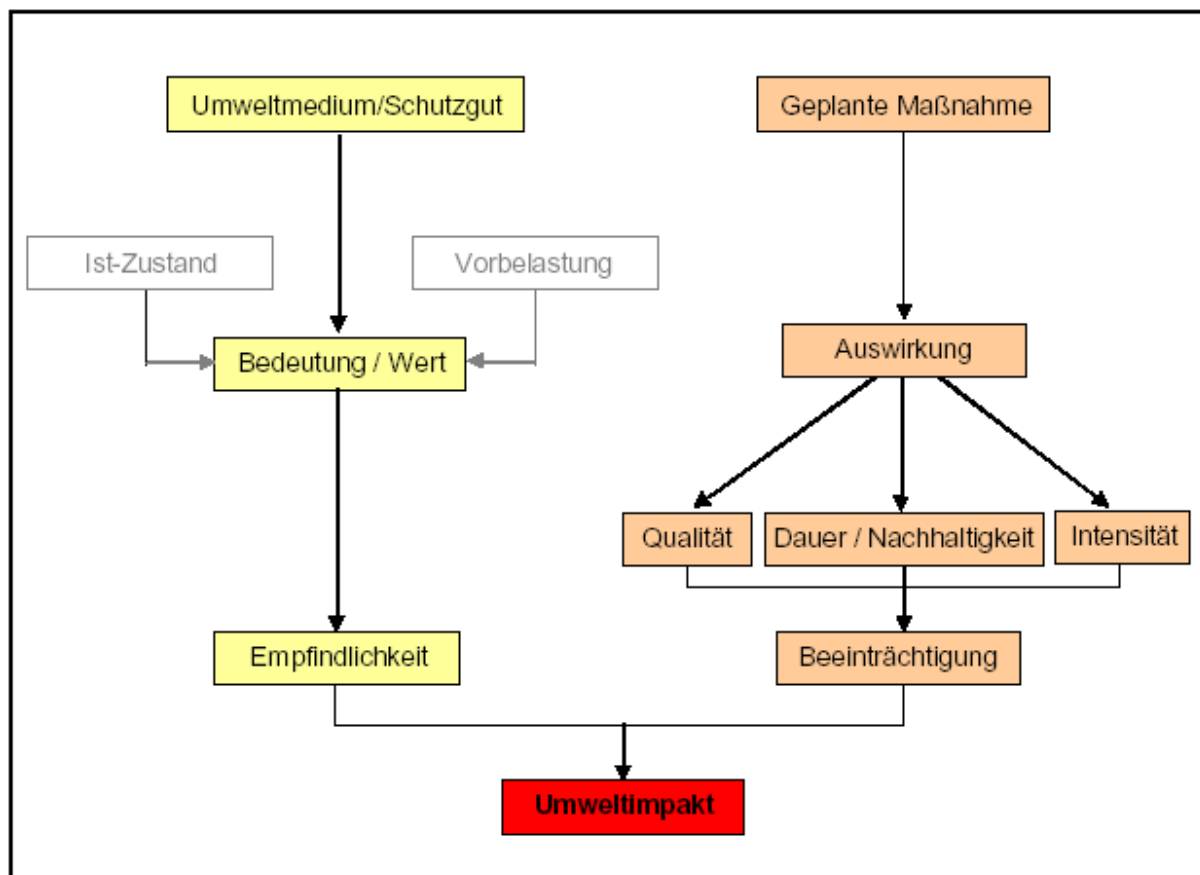 Umweltmedium/Schutzgut
Geplante Maßnahme
Ist-Zustand
Vorbelastung
Bedeutung / Wert
Auswirkung
Qualität
Dauer / Nachhaltigkeit
Intensität
Empfindlichkeit
Beeinträchtigung
Umweltimpakt